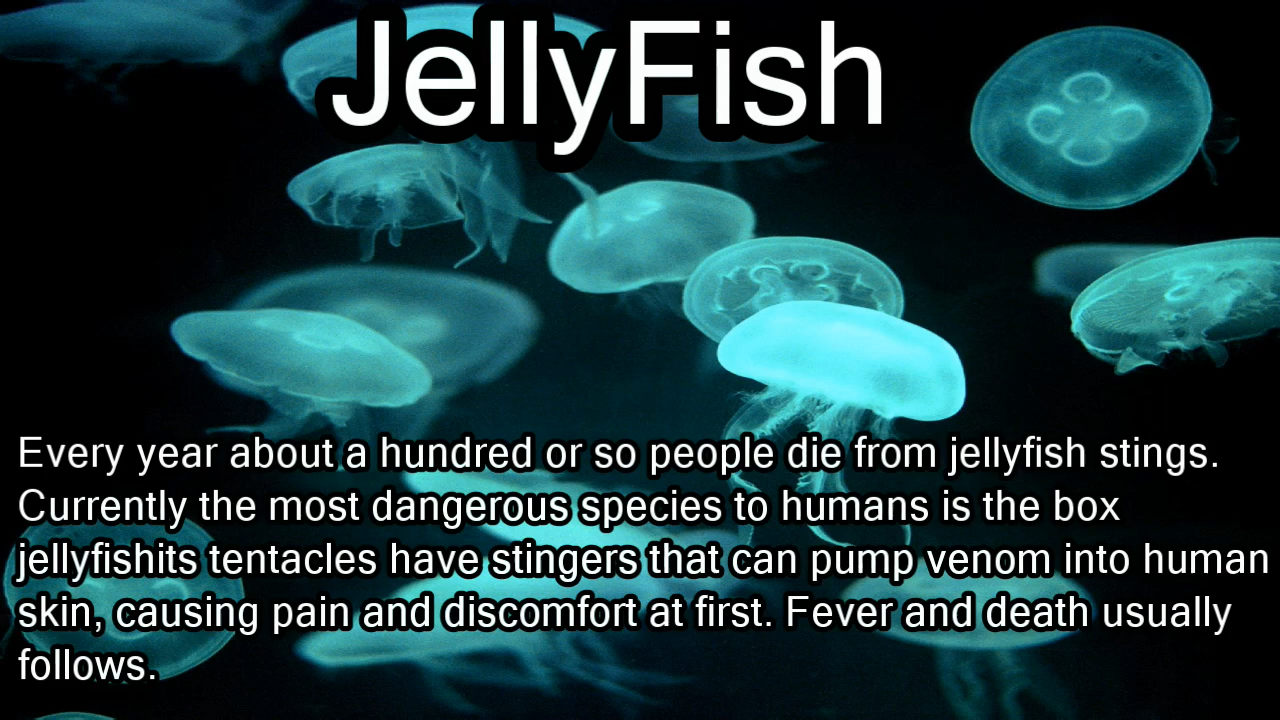 JellyFish
Every year about a hundred or so people die from jellyfish stings.
Currently the most dangerous species to humans is the box
jellyfishits tentacles have stingers that can pump venom into human
skin, causing pain and discomfort at first. Fever and death usually
follows.